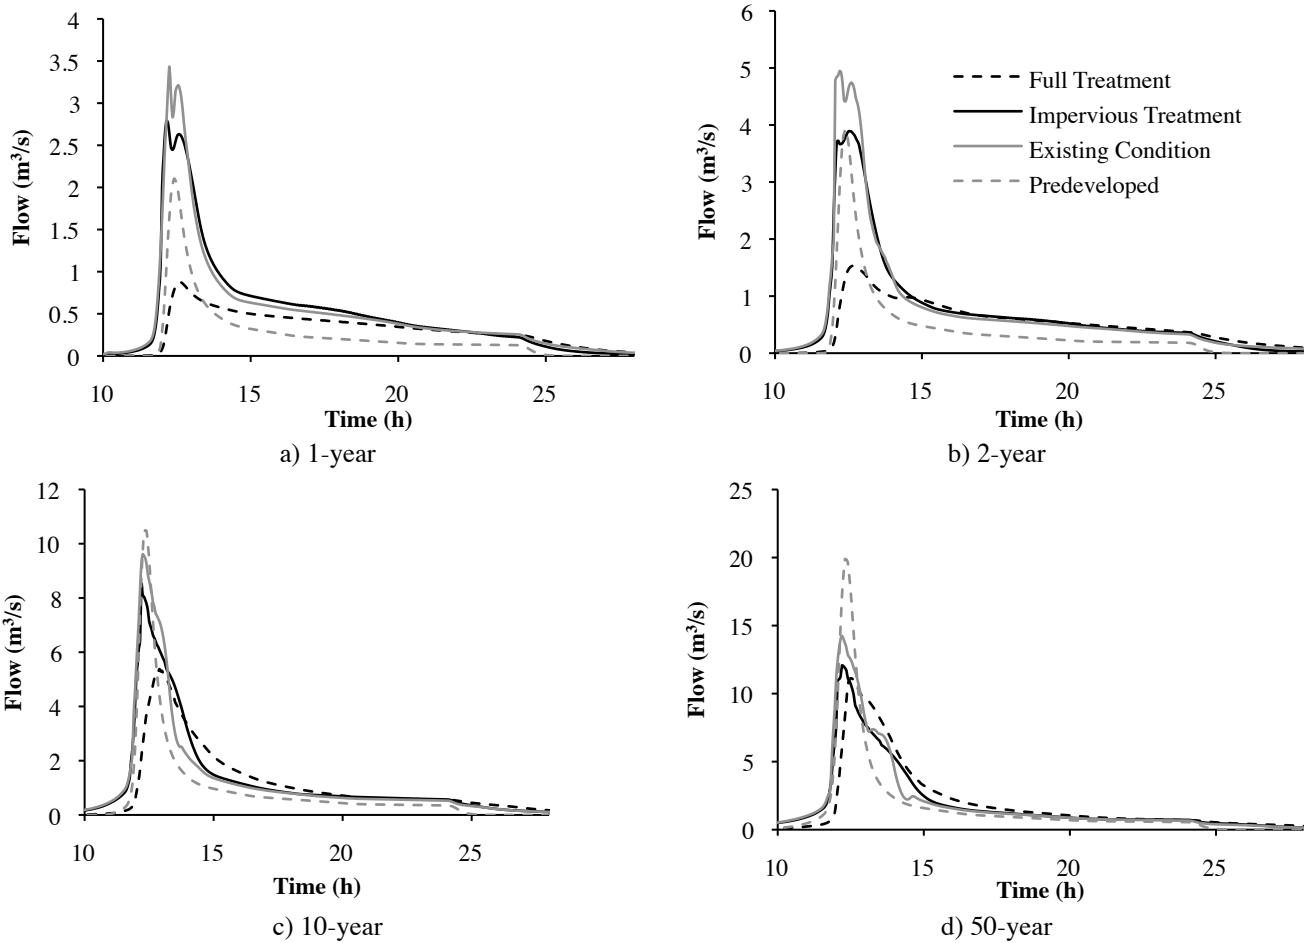 4
3.5
3
2.5
2
1.5
1
0.5
0
Flow (m³/s)
10 15 20 25
Time (h)
a) 1-year
6
5
4
3
2
1
0
Flow (m³/s)
Full Treatment
Impervious Treatment
Existing Condition
Predeveloped
10 15 20 25
Time (h)
b) 2-year
12
10
8
6
4
2
0
Flow (m³/s)
10 15 20 25
Time (h)
c) 10-year
25
20
15
10
5
0
Flow (m³/s)
10 15 20 25
Time (h)
d) 50-year